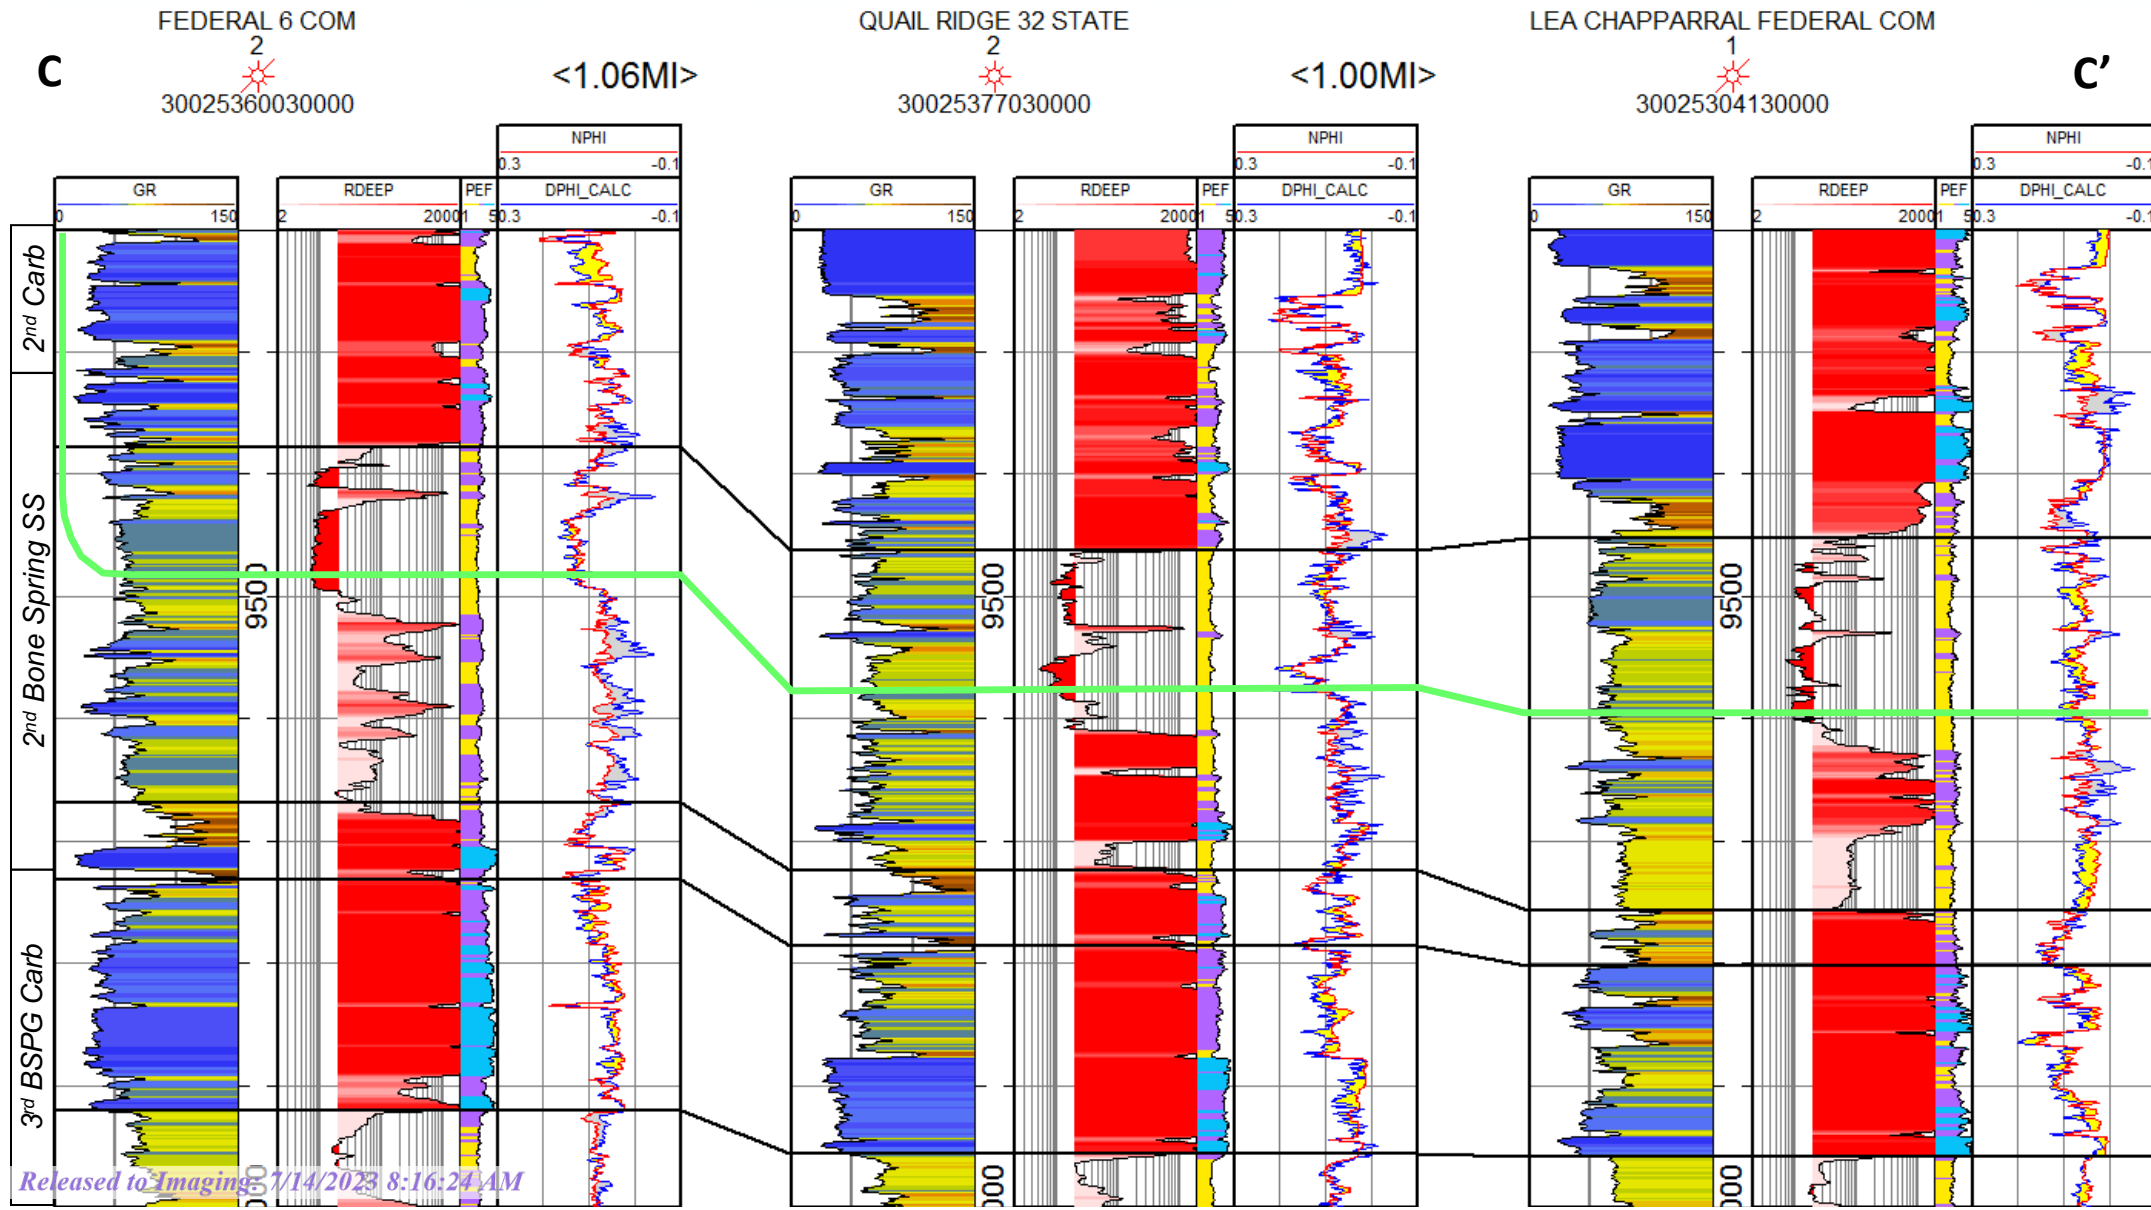 FEDERAL 6 COM
2
30025360030000
C
<1.06MI>
QUAIL RIDGE 32 STATE
2
30025377030000
<1.00MI>
LEA CHAPPARRAL FEDERAL COM
1
30025304130000
C’
NPHI
0.3 -0.1
GR RDEEP PEF DPHI_CALC
0 150 2 2000 1 5 0.3 -0.1
NPHI
0.3 -0.1
GR RDEEP PEF DPHI_CALC
0 150 2 2000 1 5 0.3 -0.1
NPHI
0.3 -0.1
GR RDEEP PEF DPHI_CALC
0 150 2 2000 1 5 0.3 -0.1
2nd Carb
2nd Bone Spring SS
3rd BSPG Carb
9500
9500
9500
000
000
Released to Imaging: 7/14/2023 8:16:24 AM